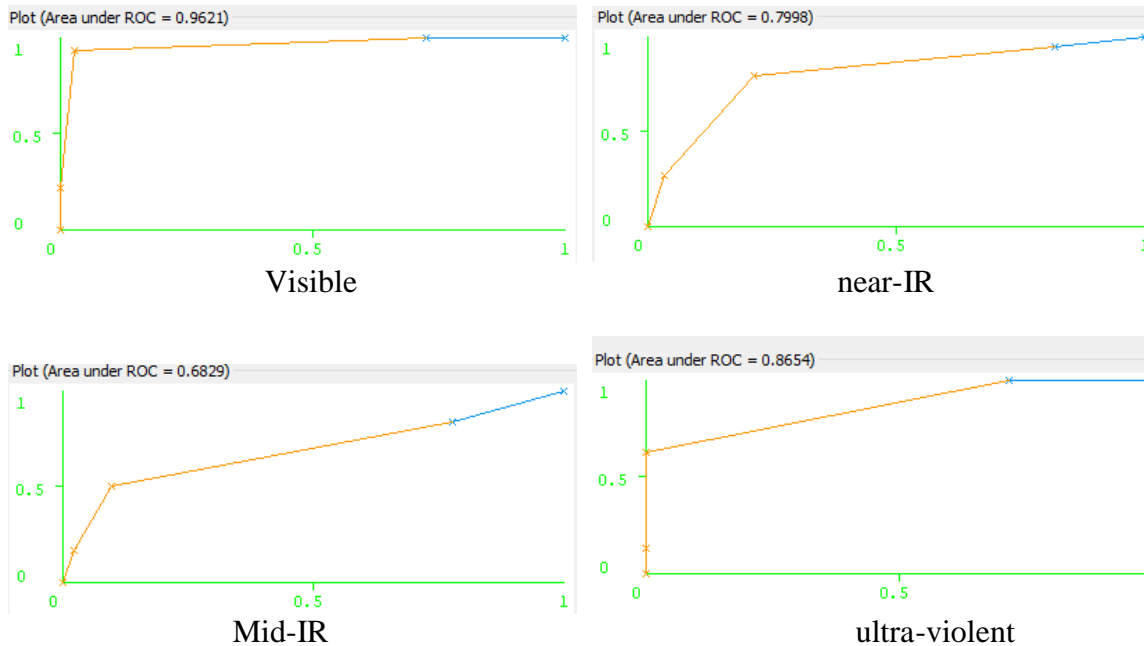 Plot (Area under ROC = 0.9621)
1
0.5
0
0
0.5
1
Visible
Plot (Area under ROC = 0.7998)
1
0.5
0
0
0.5
1
near-IR
Plot (Area under ROC = 0.6829)
1
0.5
0
0
0.5
1
Mid-IR
Plot (Area under ROC = 0.8654)
1
0.5
0
0
0.5
ultra-violent